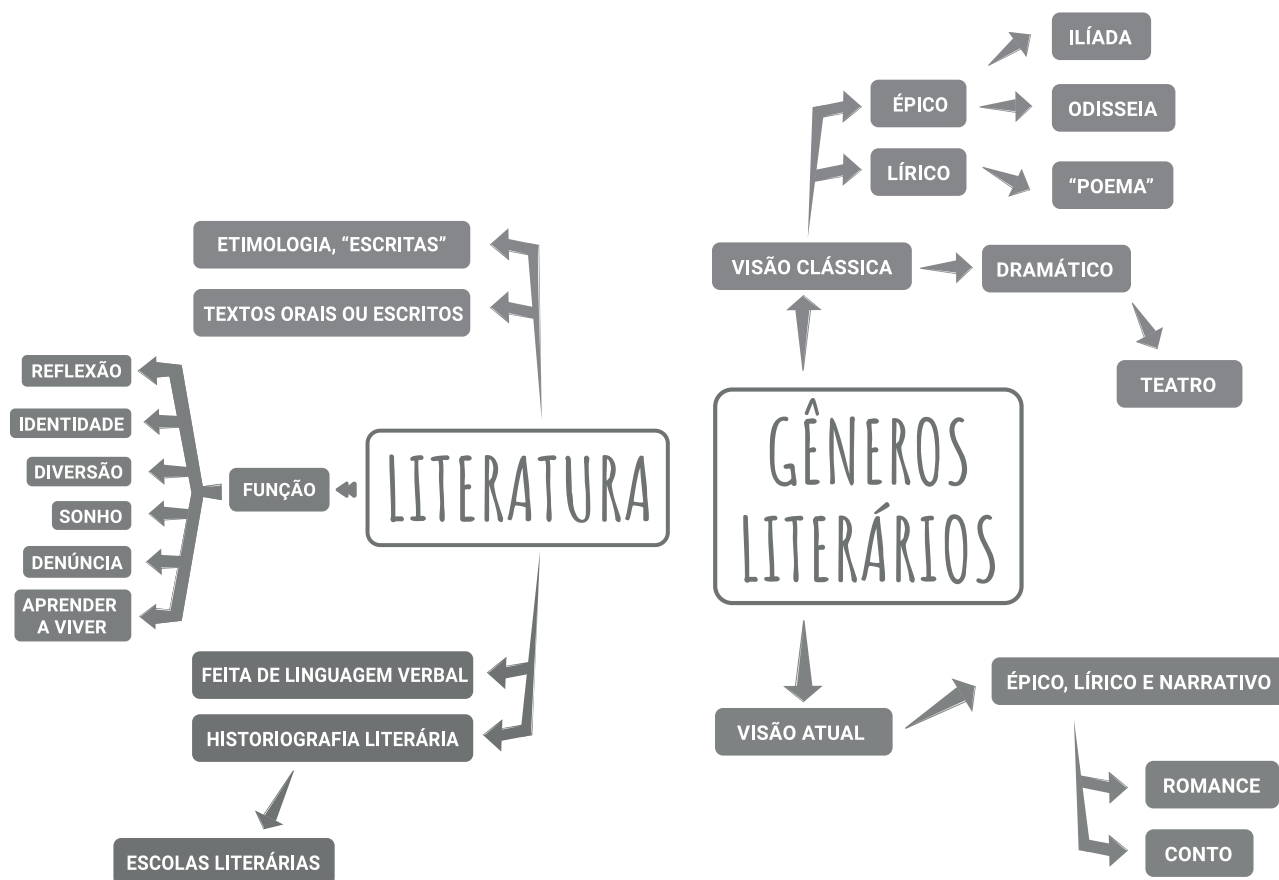 ETIMOLOGIA, “ESCRITAS”
TEXTOS ORAIS OU ESCRITOS
REFLEXÃO
IDENTIDADE
DIVERSÃO
SONHO
DENÚNCIA
APRENDER
A VIVER
FUNÇÃO
LITERATURA
FEITA DE LINGUAGEM VERBAL
HISTORIOGRAFIA LITERÁRIA
ESCOLAS LITERÁRIAS
ILÍADA
ÉPICO
ODISSEIA
LÍRICO
“POEMA”
VISÃO CLÁSSICA
DRAMÁTICO
TEATRO
GÊNEROS
LITERÁRIOS
VISÃO ATUAL
ÉPICO, LÍRICO E NARRATIVO
ROMANCE
CONTO